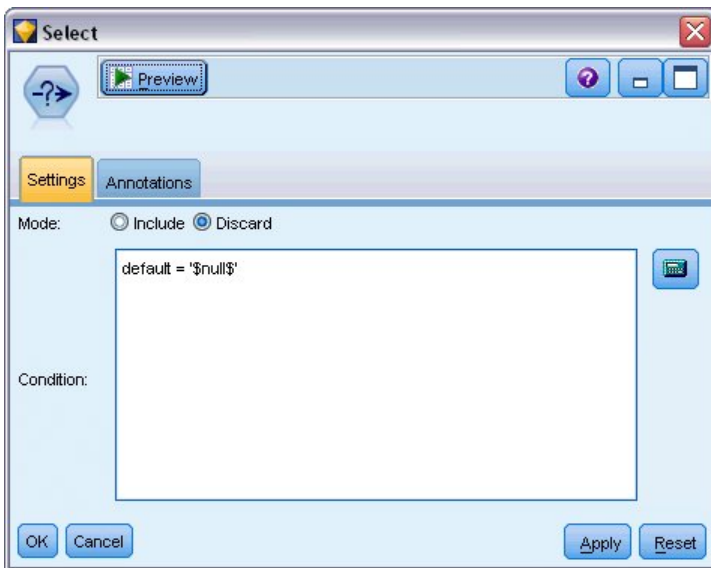 Select
-?➤
Preview
?
Settings Annotations
Mode: Include Discard
default = '$null$'
Condition:
OK Cancel Apply Reset